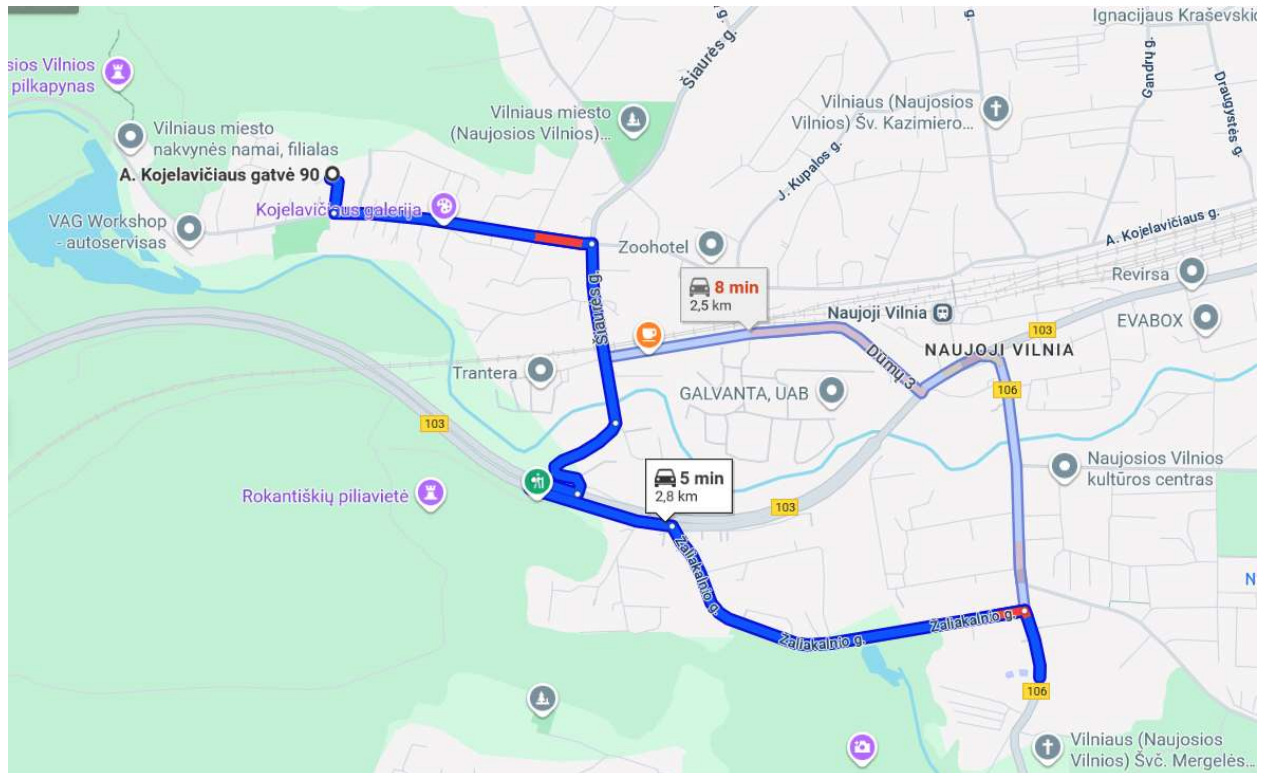 Ignacijaus Kraševskio
Šiaurės g.
g.
Gandrų g.
Draugystės g.
sios Vilnios
pilkapynas
Vilniaus miesto
(Naujosios Vilnios)...
Vilniaus (Naujosios
Vilnios) Šv. Kazimiero...
Vilniaus miesto
nakvynės namai, filialas
A. Kojelavičiaus gatvė 90
J. Kupalos g.
Kojelavičiaus galerija
VAG Workshop
- autoservisas
Zoohotel
A. Kojelavičiaus g.
Revirsa
8 min
2,5 km
Šiaurės g.
Naujoji Vilnia
EVABOX
103
NAUJOJI VILNIA
Trantera
Dūmų
GALVANTA, UAB
106
103
Naujosios Vilnios
kultūros centras
5 min
2,8 km
Rokantiškių piliavietė
103
Žaliakalnio g.
N
Žaliakalnio g.
Žaliakalnio g.
106
Vilniaus (Naujosios
Vilnios) Švč. Mergelės...